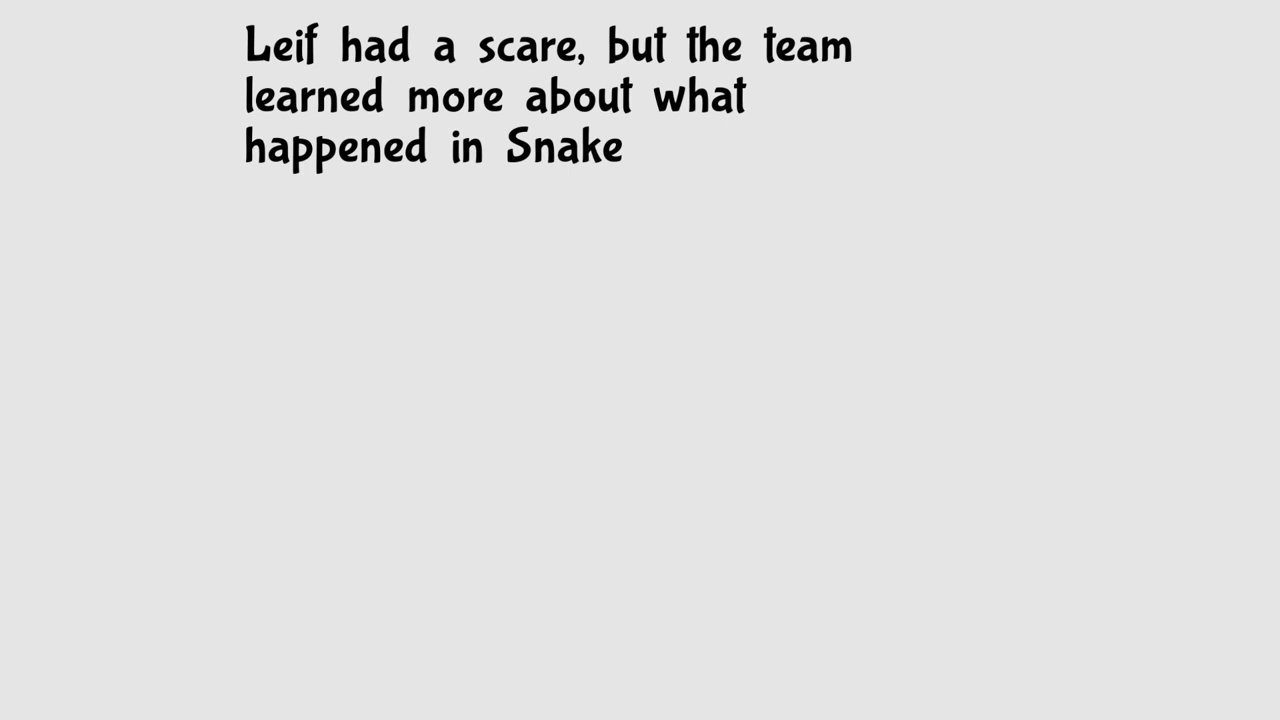 Leif had a scare, but the team
learned more about what
happened in Snake